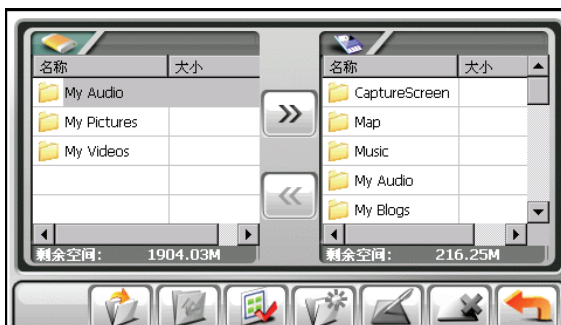 名称 大小
My Audio
My Pictures
My Videos
剩余空间: 1904.03M
名称 大小
CaptureScreen
Map
Music
My Audio
My Blogs
剩余空间: 216.25M